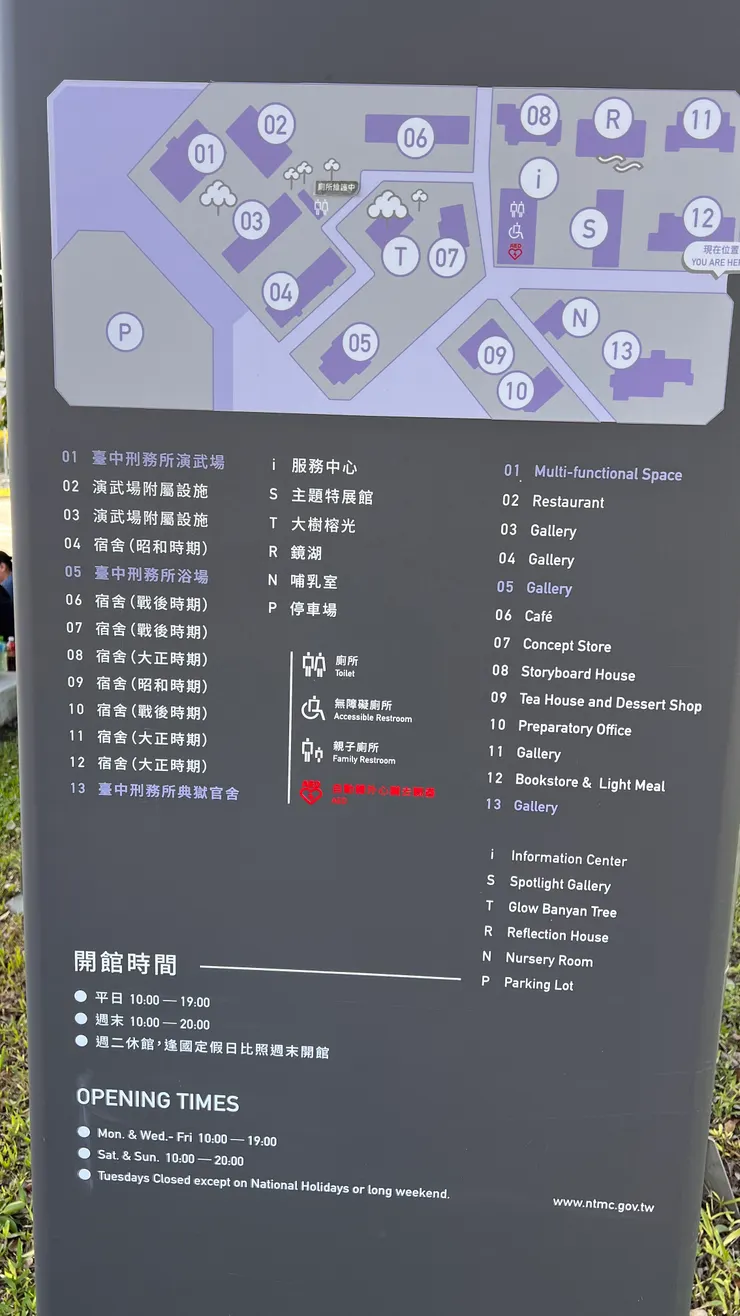 01
02
06
08
R
11
廁所維護中
i
03
T
07
S
12
AED
現在位置
YOU ARE
04
P
05
N
09
13
10
01 臺中刑務所演武場
02 演武場附屬設施
03 演武場附屬設施
04 宿舍(昭和時期)
05 臺中刑務所浴場
06 宿舍(戰後時期)
07 宿舍(戰後時期)
08 宿舍(大正時期)
09 宿舍(昭和時期)
10 宿舍(戰後時期)
11 宿舍(大正時期)
12 宿舍(大正時期)
13 臺中刑務所典獄官舍
i 服務中心
S 主題特展館
T 大樹榕光
R 鏡湖
N 哺乳室
P 停車場
廁所
Toilet
無障礙廁所
Accessible Restroom
親子廁所
Family Restroom
AED
自動體外心臟去顫器
AED
01 Multi-functional Space
02 Restaurant
03 Gallery
04 Gallery
05 Gallery
06 Café
07 Concept Store
08 Storyboard House
09 Tea House and Dessert Shop
10 Preparatory Office
11 Gallery
12 Bookstore & Light Meal
13 Gallery
i Information Center
S Spotlight Gallery
T Glow Banyan Tree
R Reflection House
N Nursery Room
P Parking Lot
開館時間
平日 10:00 — 19:00
週末 10:00 — 20:00
週二休館,逢國定假日比照週末開館
OPENING TIMES
Mon. & Wed.- Fri 10:00 — 19:00
Sat. & Sun. 10:00 — 20:00
Tuesdays Closed except on National Holidays or long weekend.
www.ntmc.gov.tw